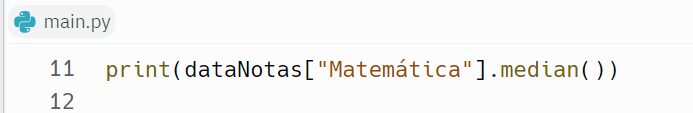 main.py
11 print(dataNotas["Matemática"].median())
12